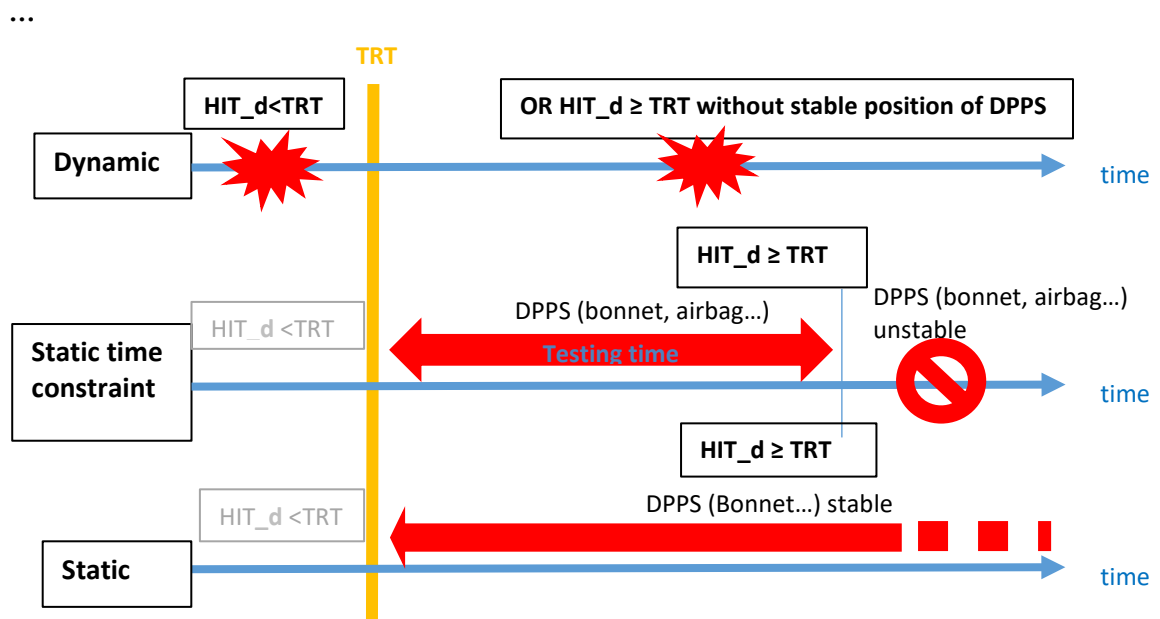 ...
TRT
HIT_d<TRT
OR HIT_d ≥ TRT without stable position of DPPS
Dynamic
time
HIT_d ≥ TRT
DPPS (bonnet, airbag…)
DPPS (bonnet, airbag…)
unstable
HIT_d <TRT
Static time
constraint
Testing time
time
HIT_d ≥ TRT
DPPS (Bonnet…) stable
HIT_d <TRT
Static
time